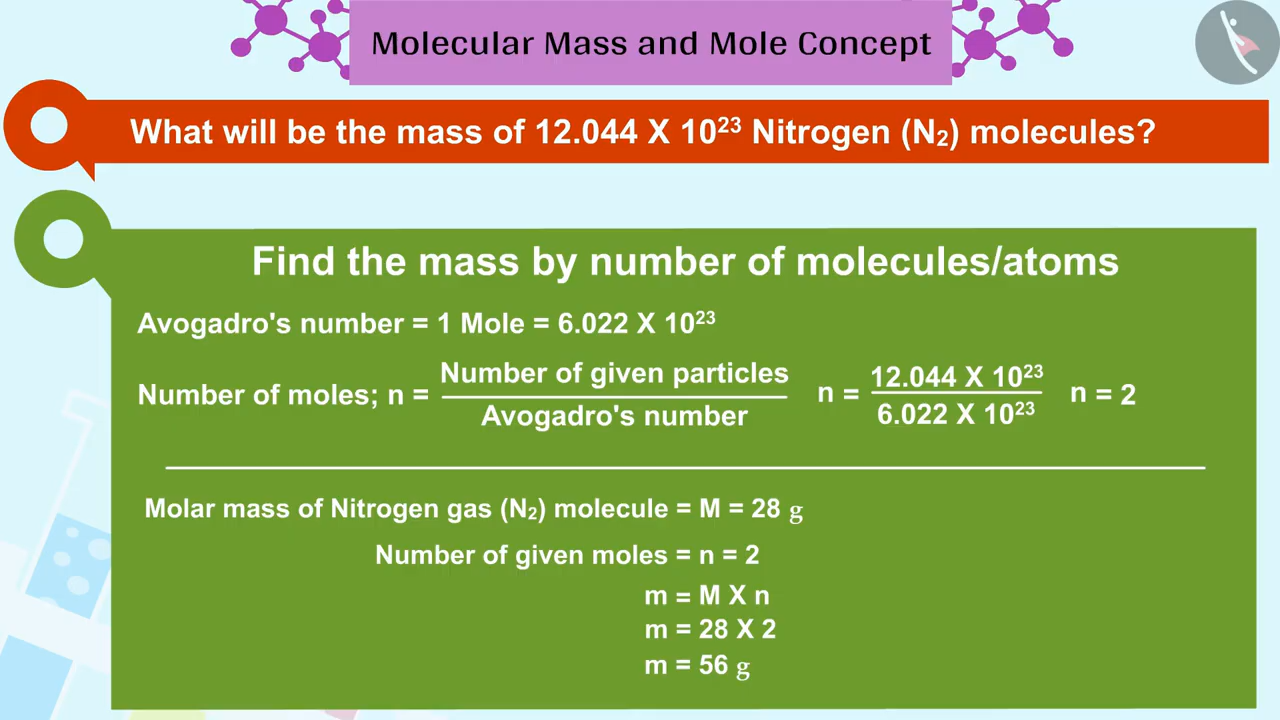 Molecular Mass and Mole Concept
What will be the mass of 12.044 X 10²³ Nitrogen (N₂) molecules?
Find the mass by number of molecules/atoms
Avogadro's number = 1 Mole = 6.022 X 10²³
Number of moles; n = Number of given particles / Avogadro's number n = 12.044 X 10²³ / 6.022 X 10²³ n = 2
Molar mass of Nitrogen gas (N₂) molecule = M = 28 g
Number of given moles = n = 2
m = M X n
m = 28 X 2
m = 56 g